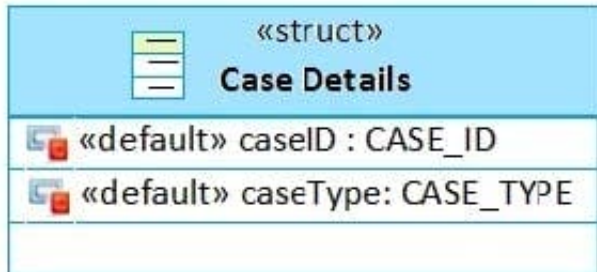 «struct»
Case Details
«default» caseID : CASE_ID
«default» caseType: CASE_TYPE